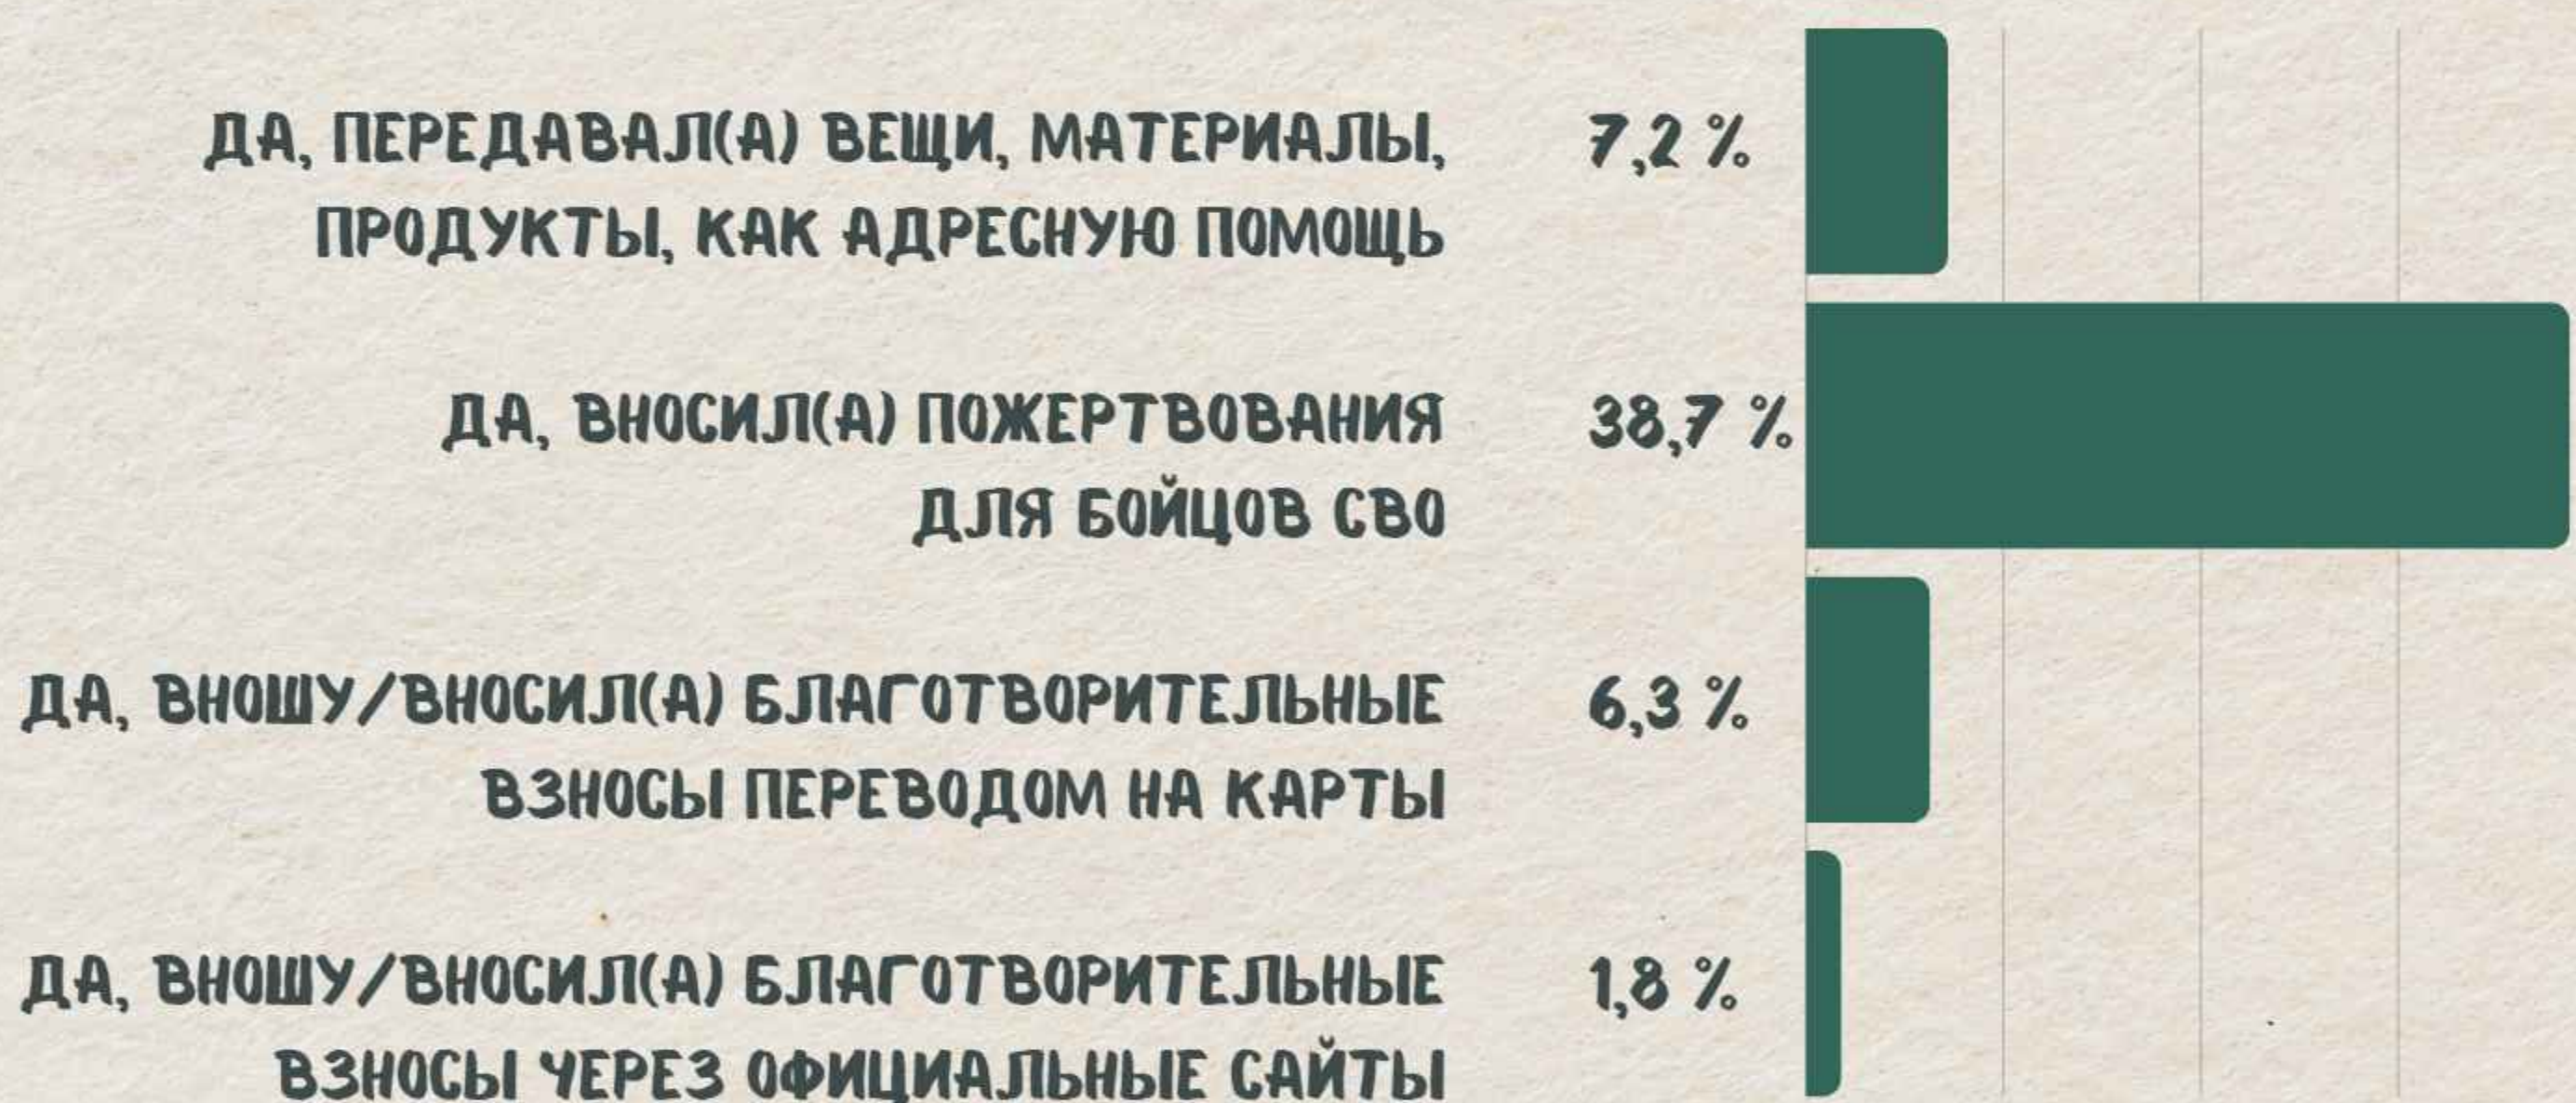 ДА, ПЕРЕДАВАЛ(А) ВЕЩИ, МАТЕРИАЛЫ, 7,2 %
ПРОДУКТЫ, КАК АДРЕСНУЮ ПОМОЩЬ
ДА, ВНОСИЛ(А) ПОЖЕРТВОВАНИЯ 38,7 %
ДЛЯ БОЙЦОВ СВО
ДА, ВНОШУ/ВНОСИЛ(А) БЛАГОТВОРИТЕЛЬНЫЕ 6,3 %
ВЗНОСЫ ПЕРЕВОДОМ НА КАРТЫ
ДА, ВНОШУ/ВНОСИЛ(А) БЛАГОТВОРИТЕЛЬНЫЕ 1,8 %
ВЗНОСЫ ЧЕРЕЗ ОФИЦИАЛЬНЫЕ САЙТЫ